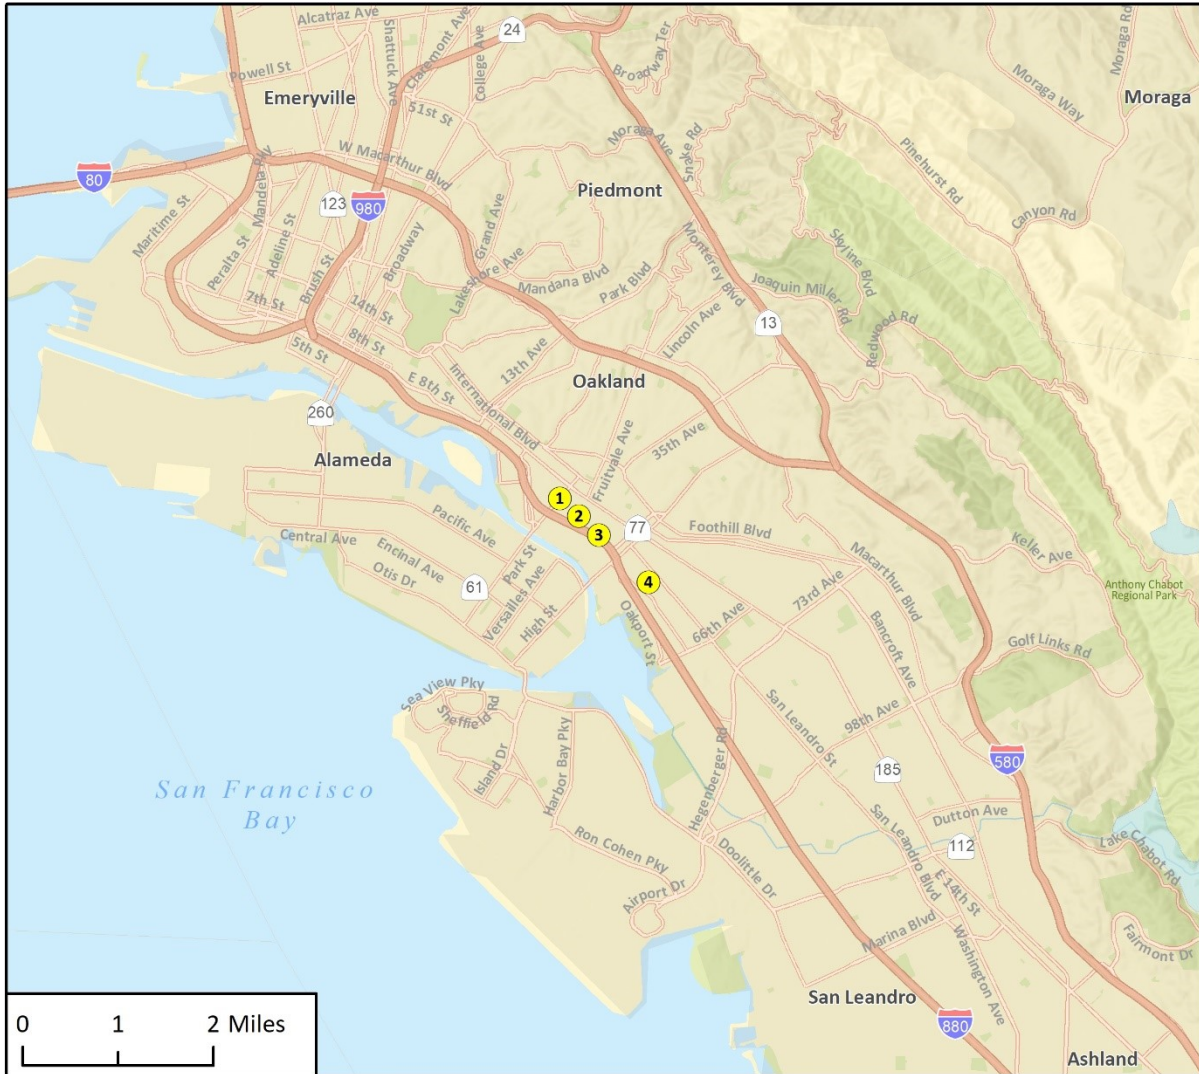 Alcatraz Ave
Shattuck Ave
Claremont Ave
College Ave
24
Broadway Ter
Moraga Rd
Moraga Way
Moraga
Powell St
Emeryville
51st St
Moraga Ave
Snake Rd
Pinehurst Rd
W Macarthur Blvd
Mandela Pky
80
123
980
Piedmont
Canyon Rd
Maritime St
Peralta St
Adeline St
Brush St
Broadway
Grand Ave
Lakeshore Ave
Mandana Blvd
Park Blvd
Monterey Blvd
Skyline Blvd
Joaquin Miller Rd
Redwood Rd
7th St
14th St
8th St
5th St
13
Lincoln Ave
13th Ave
E 8th St
International Blvd
Oakland
260
Alameda
Fruitvale Ave
35th Ave
1
2
3
4
77
Foothill Blvd
Macarthur Blvd
Keller Ave
Pacific Ave
Central Ave
Encinal Ave
Otis Dr
61
Park St
Versailles Ave
High St
Oakport St
66th Ave
73rd Ave
Bancroft Ave
Anthony Chabot
Regional Park
Golf Links Rd
Sea View Pky
Sheffield Rd
Island Dr
Harbor Bay Pky
Hegenberger Rd
San Leandro St
98th Ave
580
185
San Francisco
Bay
Ron Cohen Pky
Airport Dr
Doolittle Dr
San Leandro Blvd
Dutton Ave
112
Lake Chabot Rd
E 14th St
Marina Blvd
Washington Ave
Fairmont Dr
San Leandro
880
Ashland
0 1 2 Miles